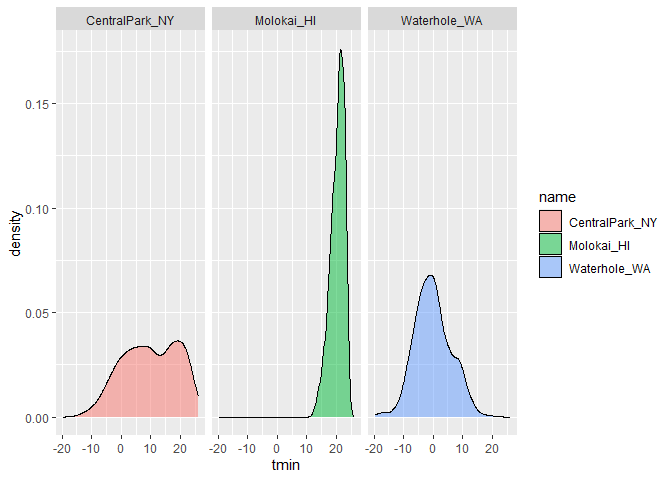 CentralPark_NY Molokai_HI Waterhole_WA
0.15
0.10
0.05
0.00
density
-20 -10 0 10 20 -20 -10 0 10 20 -20 -10 0 10 20
tmin
name
CentralPark_NY
Molokai_HI
Waterhole_WA